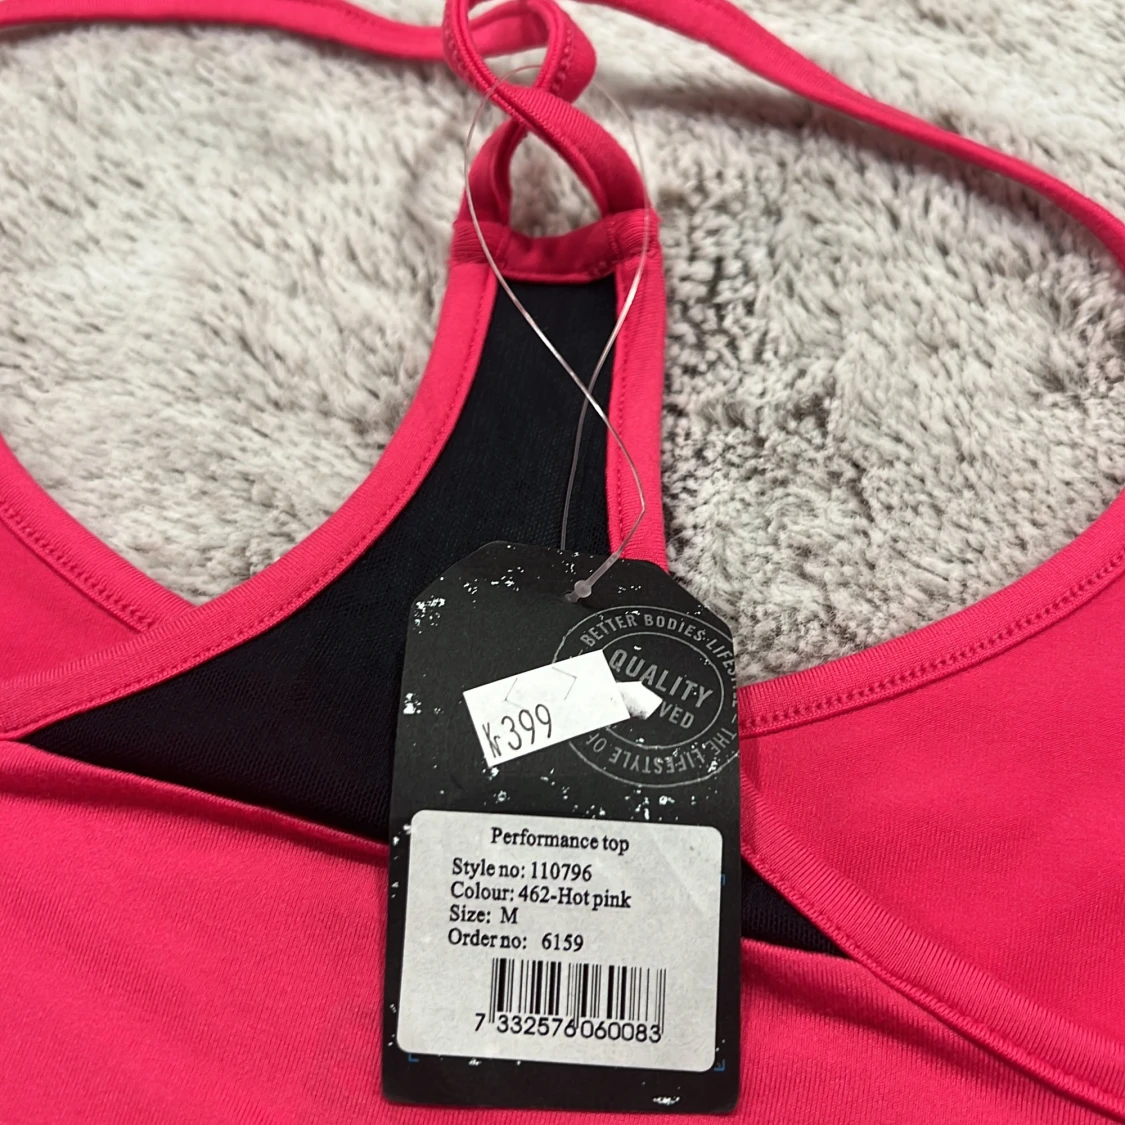 BETTER BODIES
QUALITY
THE LIFESTYLE OF
Kr399
Performance top
Style no: 110796
Colour: 462-Hot pink
Size: M
Order no: 6159
7 332576 060083